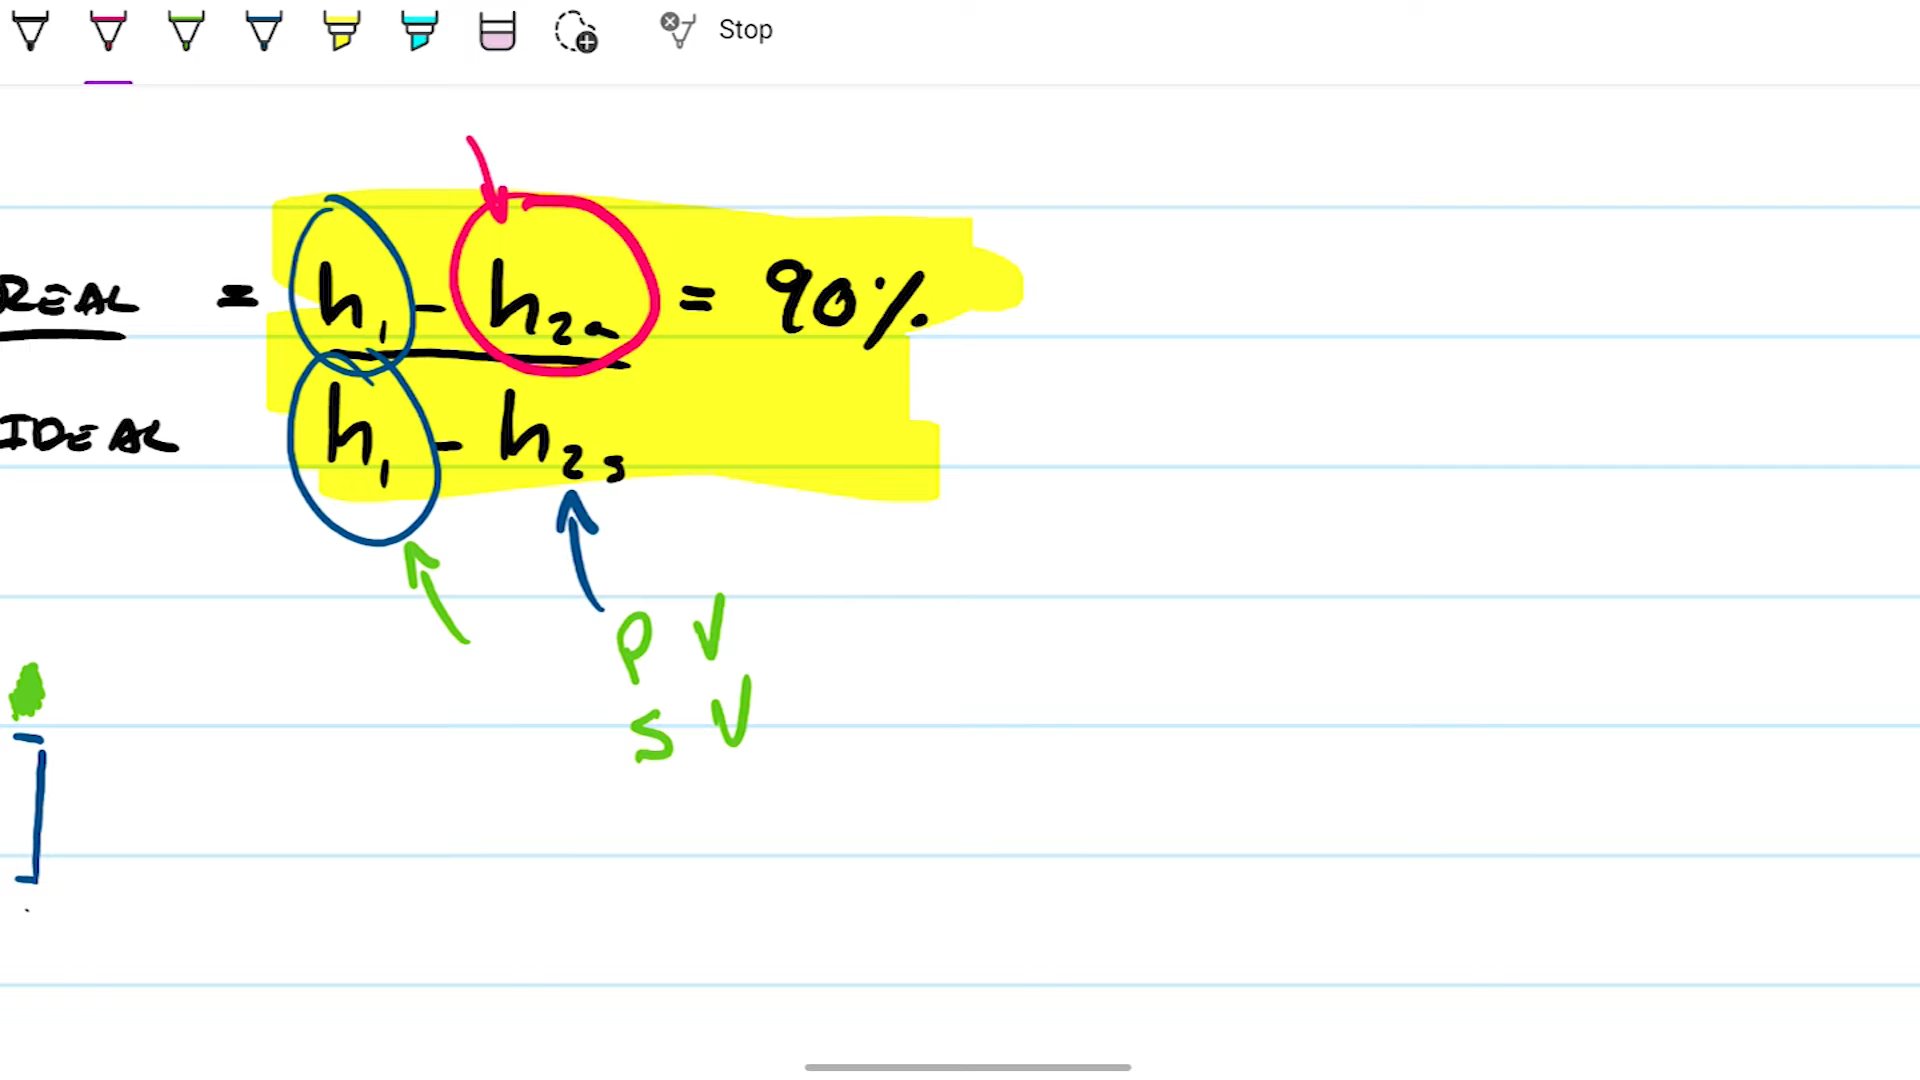 Stop
REAL = h₁ - h₂ₐ = 90%
IDEAL h₁ - h₂ₛ
P √
S √